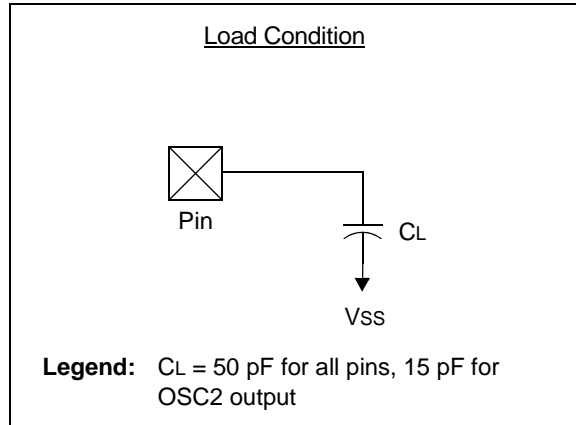 Load Condition
Pin
CL
VSS
Legend: CL = 50 pF for all pins, 15 pF for
OSC2 output